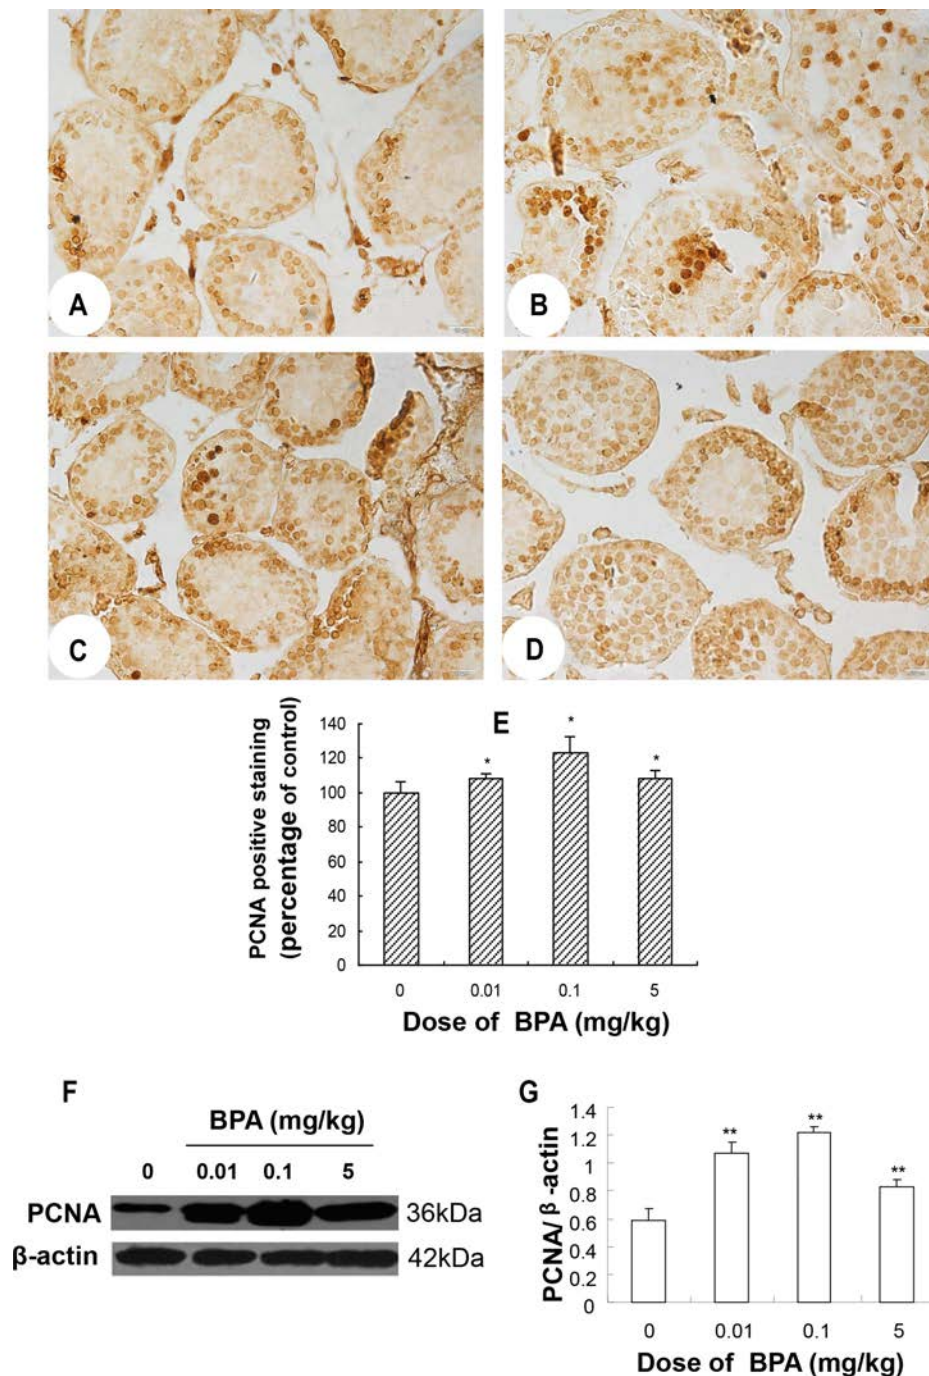 A
B
C
D
E
PCNA positive staining
(percentage of control)
140
120
100
80
60
40
20
0
*
*
*
0 0.01 0.1 5
Dose of BPA (mg/kg)
F
BPA (mg/kg)
0 0.01 0.1 5
PCNA 36kDa
β-actin 42kDa
G
PCNA/β-actin
1.4
1.2
1
0.8
0.6
0.4
0.2
0
**
**
**
0 0.01 0.1 5
Dose of BPA (mg/kg)